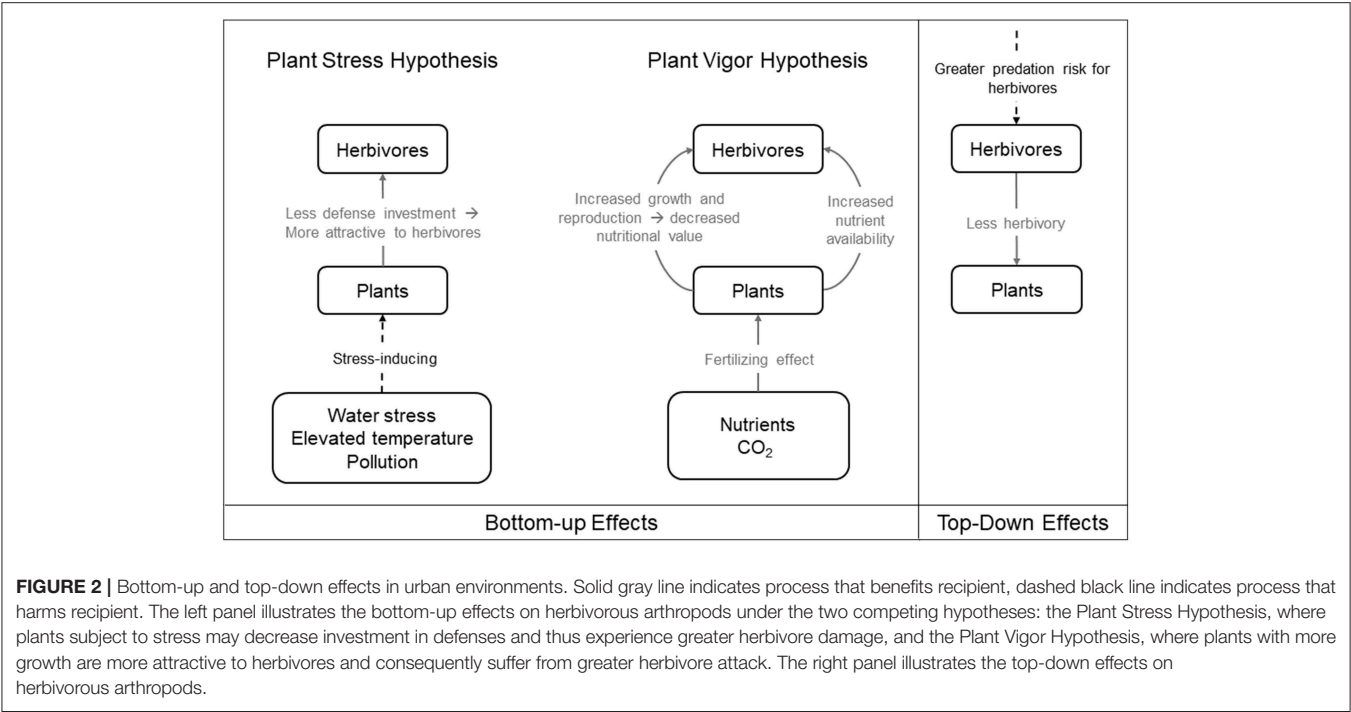 Plant Stress Hypothesis
Herbivores
Less defense investment →
More attractive to herbivores
Plants
Stress-inducing
Water stress
Elevated temperature
Pollution
Plant Vigor Hypothesis
Herbivores
Increased growth and
reproduction → decreased
nutritional value
Increased
nutrient
availability
Plants
Fertilizing effect
Nutrients
CO₂
Bottom-up Effects
Greater predation risk for
herbivores
Herbivores
Less herbivory
Plants
Top-Down Effects
FIGURE 2 | Bottom-up and top-down effects in urban environments. Solid gray line indicates process that benefits recipient, dashed black line indicates process that
harms recipient. The left panel illustrates the bottom-up effects on herbivorous arthropods under the two competing hypotheses: the Plant Stress Hypothesis, where
plants subject to stress may decrease investment in defenses and thus experience greater herbivore damage, and the Plant Vigor Hypothesis, where plants with more
growth are more attractive to herbivores and consequently suffer from greater herbivore attack. The right panel illustrates the top-down effects on
herbivorous arthropods.